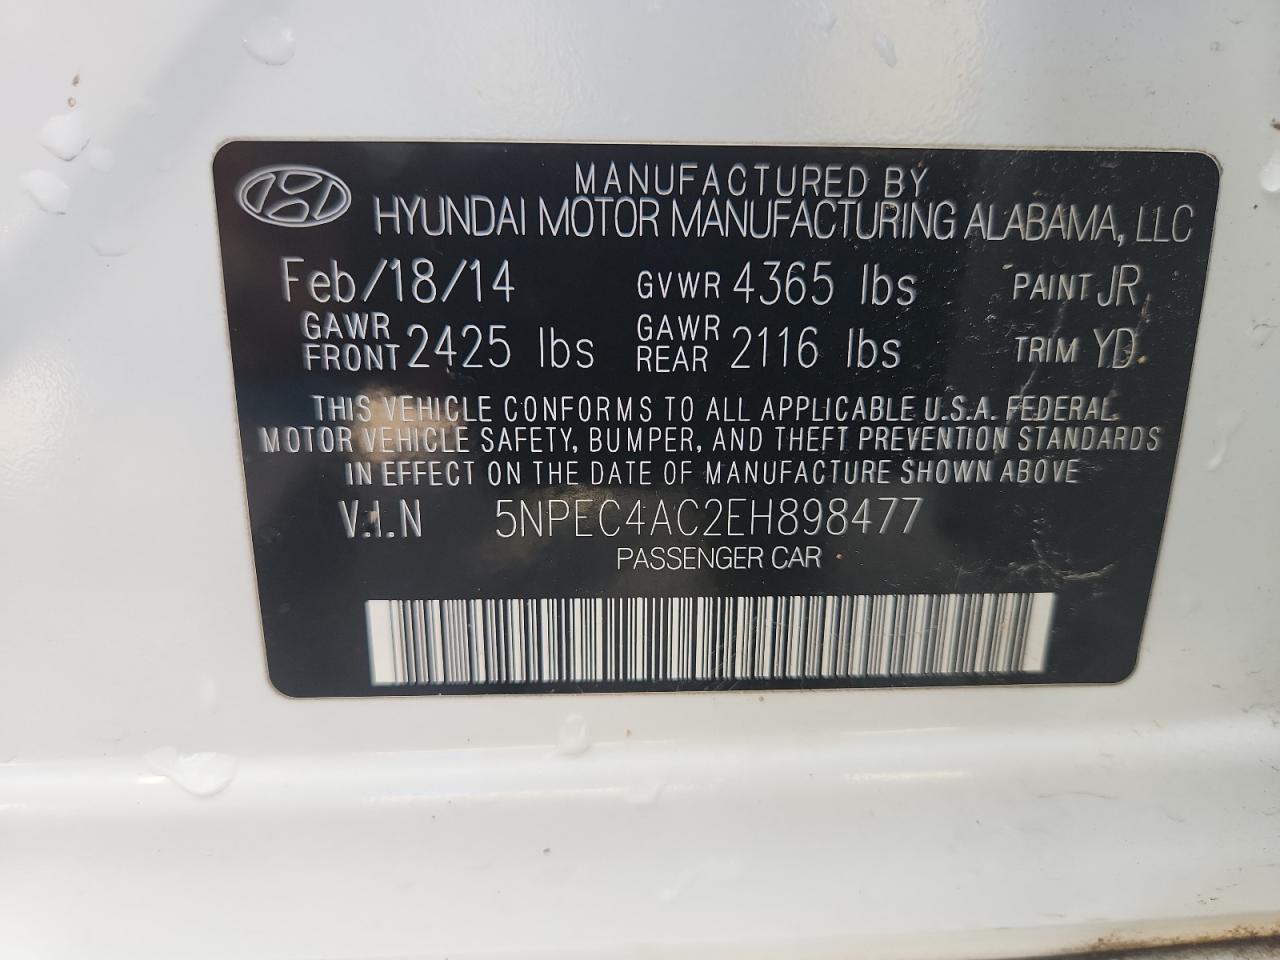 MANUFACTURED BY
HYUNDAI MOTOR MANUFACTURING ALABAMA, LLC
Feb/18/14 GVWR 4365 lbs PAINT JR
GAWR FRONT 2425 lbs GAWR REAR 2116 lbs TRIM YD
THIS VEHICLE CONFORMS TO ALL APPLICABLE U.S.A. FEDERAL
MOTOR VEHICLE SAFETY, BUMPER, AND THEFT PREVENTION STANDARDS
IN EFFECT ON THE DATE OF MANUFACTURE SHOWN ABOVE
V.I.N 5NPEC4AC2EH898477
PASSENGER CAR